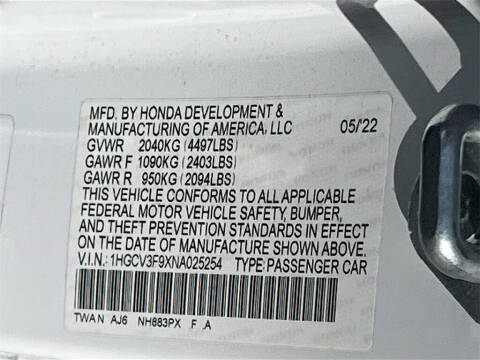 MFD. BY HONDA DEVELOPMENT &
MANUFACTURING OF AMERICA, LLC 05/22
GVWR 2040KG (4497LBS)
GAWR F 1090KG (2403LBS)
GAWR R 950KG (2094LBS)
THIS VEHICLE CONFORMS TO ALL APPLICABLE
FEDERAL MOTOR VEHICLE SAFETY, BUMPER,
AND THEFT PREVENTION STANDARDS IN EFFECT
ON THE DATE OF MANUFACTURE SHOWN ABOVE.
V.I.N.: 1HGCV3F9XNA025254 TYPE: PASSENGER CAR
TWA N AJ6 NH883PX F .A